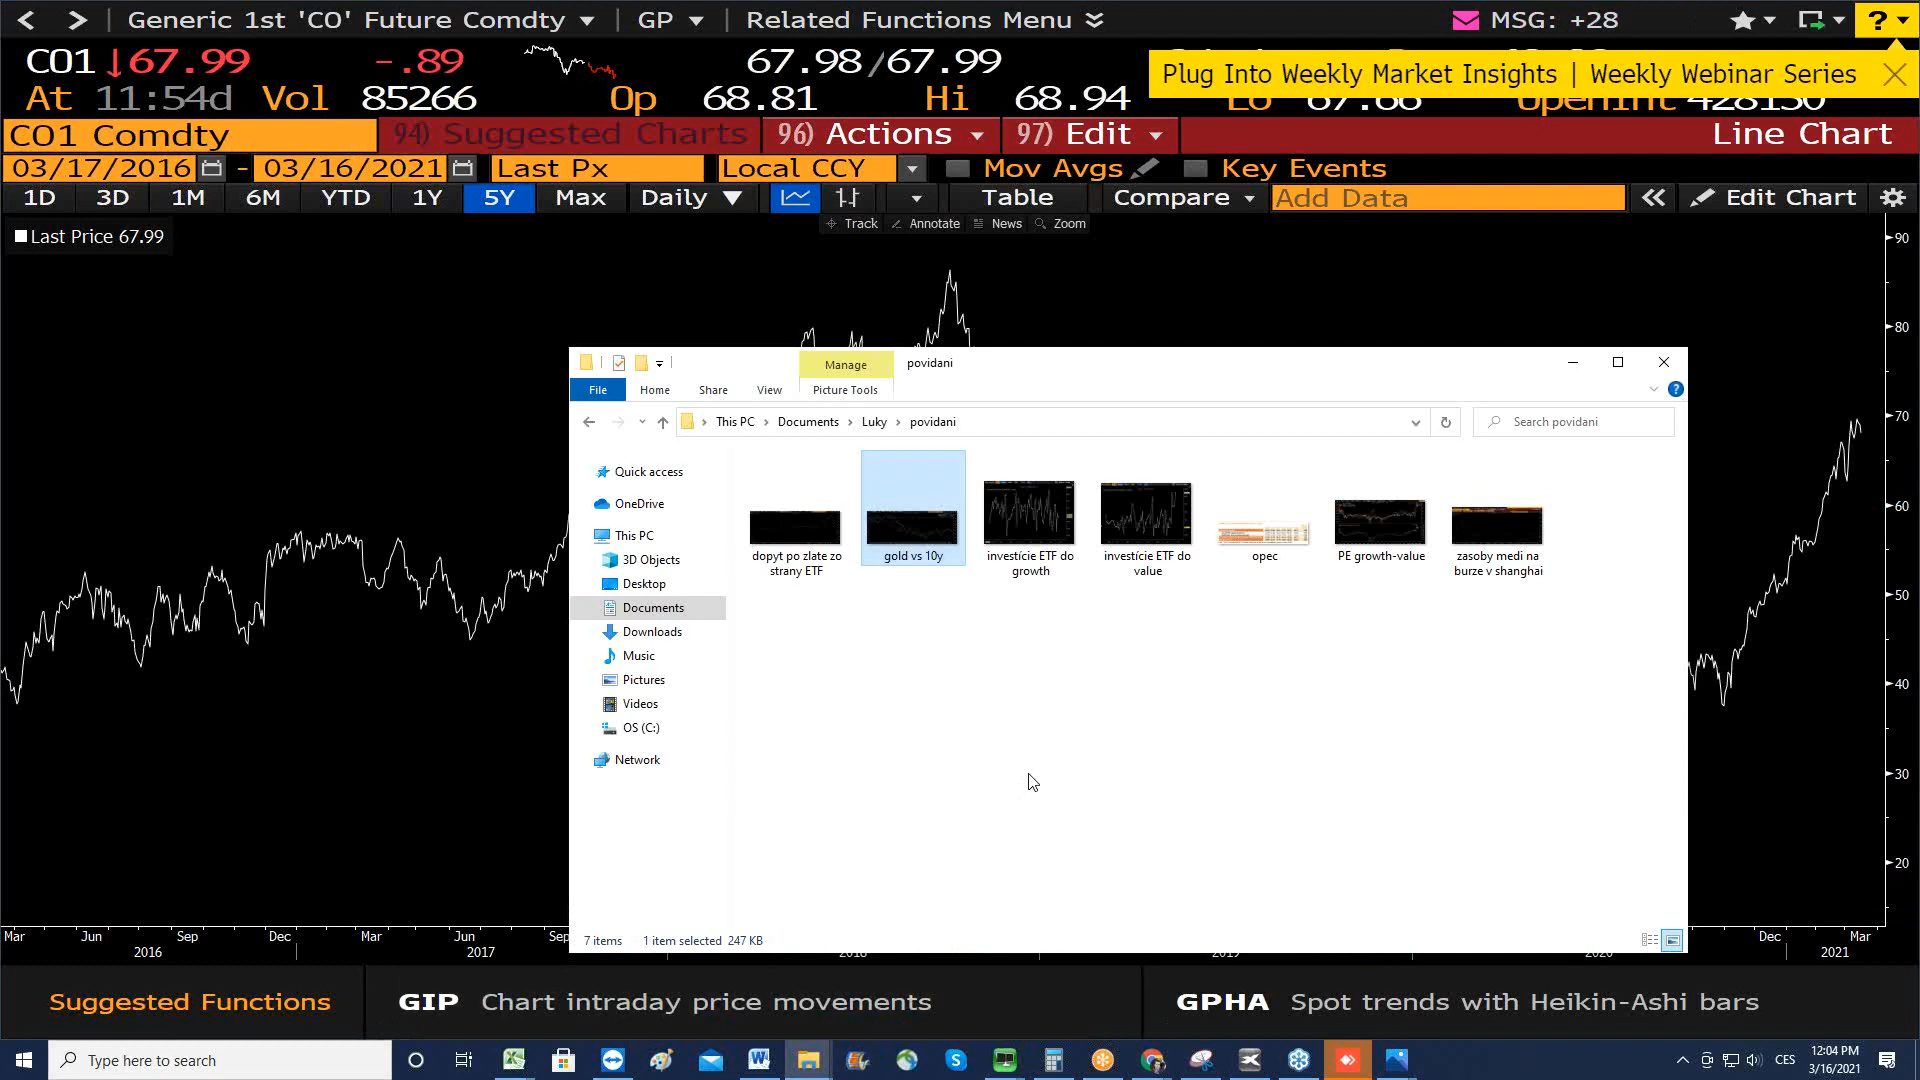 Generic 1st 'CO' Future Comdty
GP
Related Functions Menu
MSG: +28
?
CO1 ↓67.99 -.89 67.98/67.99
Plug Into Weekly Market Insights | Weekly Webinar Series
At 11:54d Vol 85266 Op 68.81 Hi 68.94 Lo 67.66 OpenInt 428150
CO1 Comdty
94) Suggested Charts
96) Actions
97) Edit
Line Chart
03/17/2016 - 03/16/2021
Last Px
Local CCY
Mov Avgs
Key Events
1D 3D 1M 6M YTD 1Y 5Y Max Daily ▼
Table
Compare
Add Data
Edit Chart
Track Annotate News Zoom
Last Price 67.99
90
80
70
60
50
40
30
20
Manage
povidani
File Home Share View Picture Tools
This PC › Documents › Luky › povidani
Search povidani
Quick access
OneDrive
This PC
3D Objects
Desktop
Documents
Downloads
Music
Pictures
Videos
OS (C:)
Network
dopyt po zlate zo strany ETF
gold vs 10y
investície ETF do growth
investície ETF do value
opec
PE growth-value
zasoby medi na burze v shanghai
7 items 1 item selected 247 KB
Mar Jun Sep Dec Mar Jun Sep Dec Mar
2016 2017 2018 2019 2020 2021
Suggested Functions
GIP Chart intraday price movements
GPHA Spot trends with Heikin-Ashi bars
Type here to search
CES
12:04 PM
3/16/2021